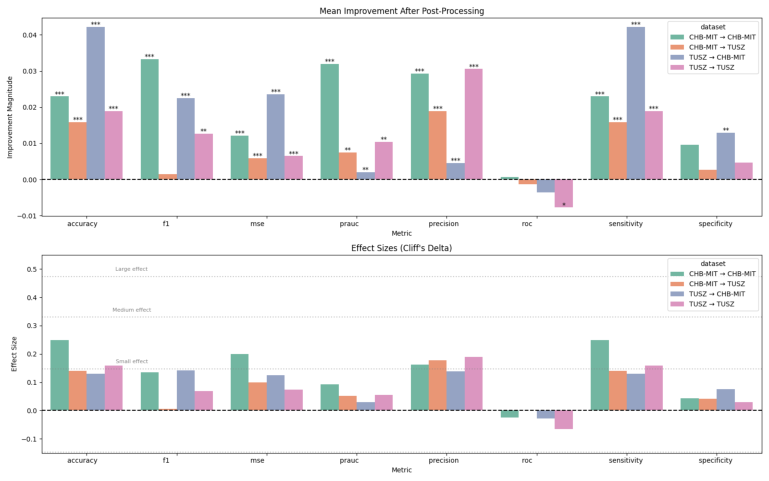 Mean Improvement After Post-Processing
0.04
0.03
0.02
0.01
0.00
−0.01
Improvement Magnitude
*** *** *** ***
*** *** **
*** *** *** ***
*** ** ** **
*** *** *** ***
*
*** *** *** ***
**
dataset
CHB-MIT → CHB-MIT
CHB-MIT → TUSZ
TUSZ → CHB-MIT
TUSZ → TUSZ
accuracy f1 mse prauc precision roc sensitivity specificity
Metric
Effect Sizes (Cliff's Delta)
0.5
0.4
0.3
0.2
0.1
0.0
−0.1
Effect Size
Large effect
Medium effect
Small effect
dataset
CHB-MIT → CHB-MIT
CHB-MIT → TUSZ
TUSZ → CHB-MIT
TUSZ → TUSZ
accuracy f1 mse prauc precision roc sensitivity specificity
Metric